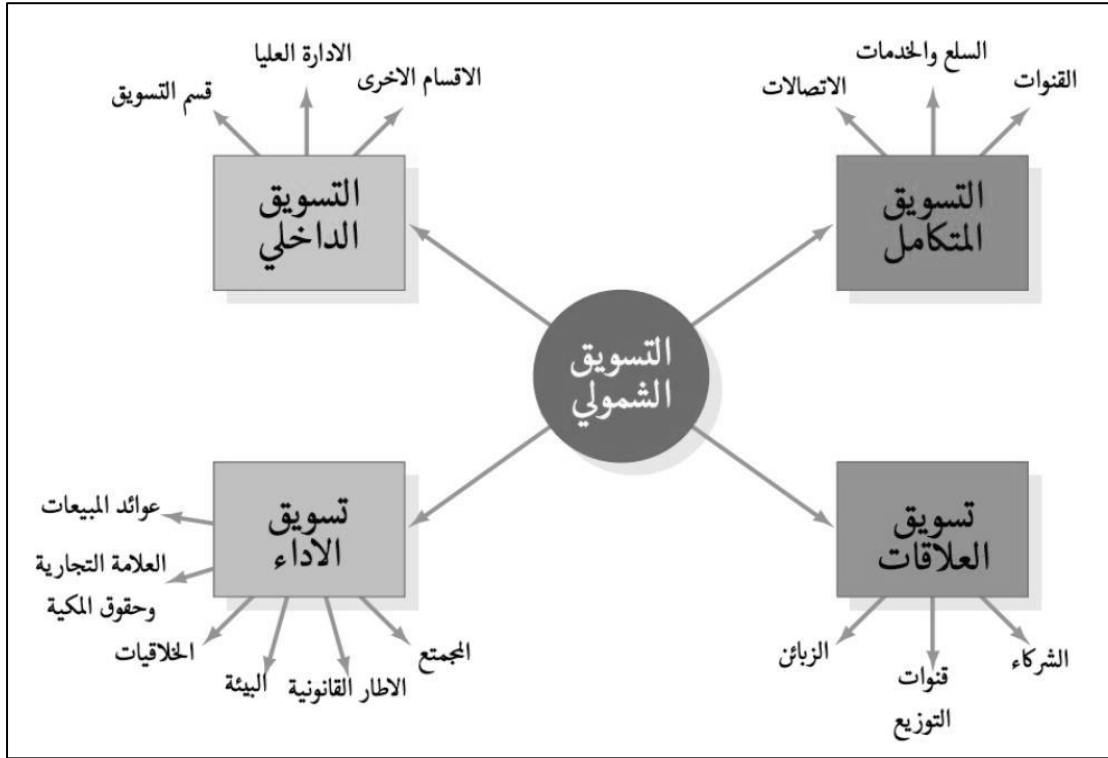 السلع والخدمات
القنوات
الاتصالات
التسويق
المتكامل
الادارة العليا
الاقسام الاخرى
قسم التسويق
التسويق
الداخلي
التسويق
الشمولي
تسويق
العلاقات
الشركاء
قنوات
التوزيع
الزبائن
تسويق
الاداء
عوائد المبيعات
العلامة التجارية
وحقوق المكية
الخلاقيات
البيئة
الاطار القانونية
المجمتع